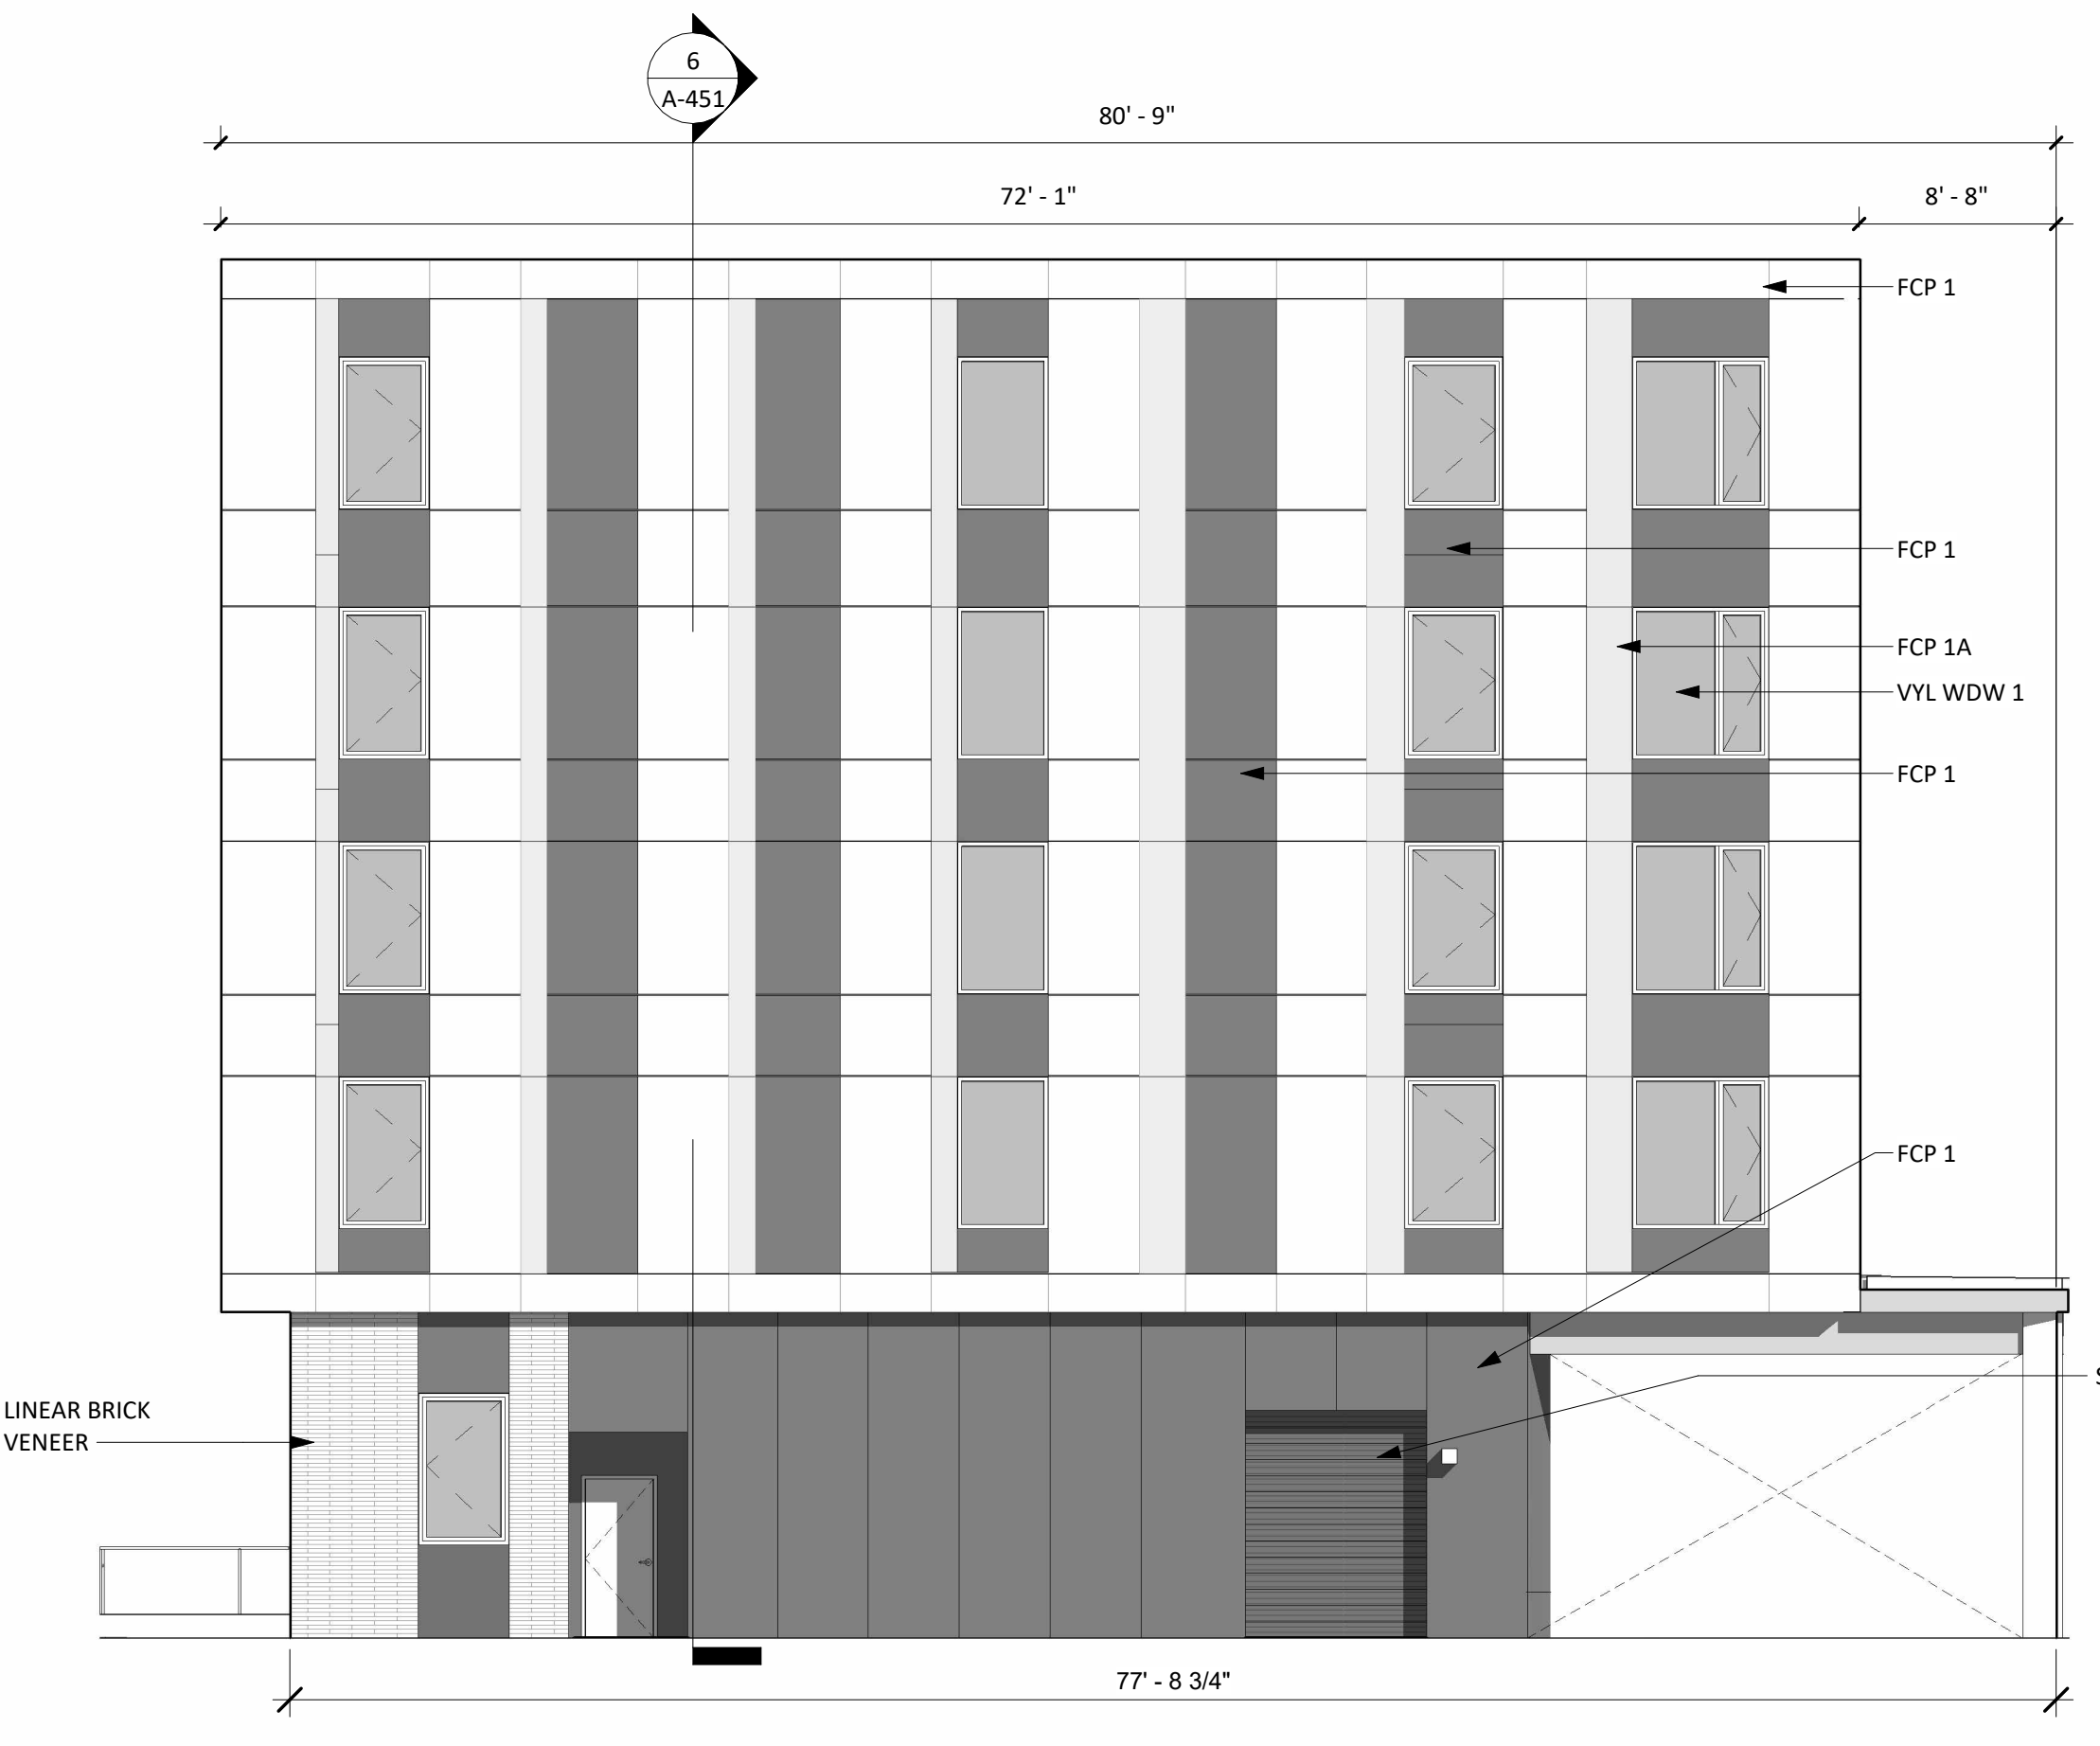 6
A-451
80' - 9"
72' - 1"
8' - 8"
FCP 1
FCP 1
FCP 1A
VYL WDW 1
FCP 1
FCP 1
LINEAR BRICK
VENEER
77' - 8 3/4"